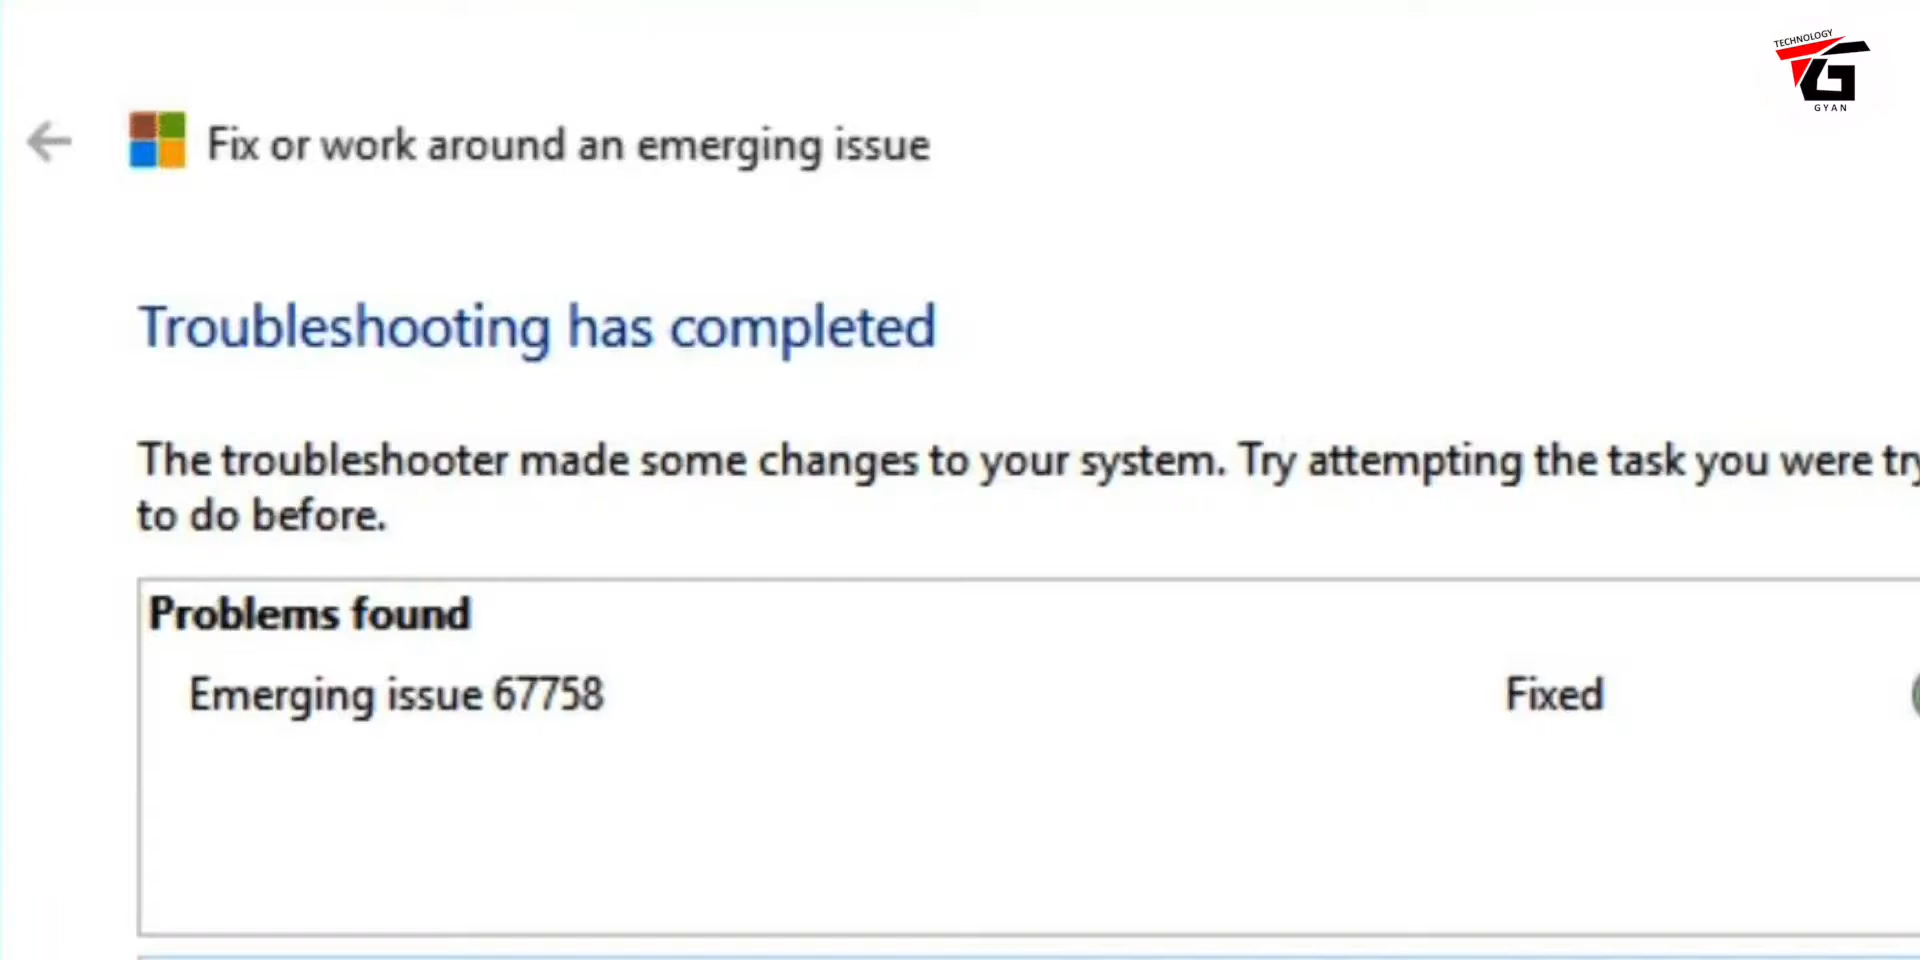 TECHNOLOGY
GYAN
Fix or work around an emerging issue
Troubleshooting has completed
The troubleshooter made some changes to your system. Try attempting the task you were
to do before.
Problems found
Emerging issue 67758 Fixed